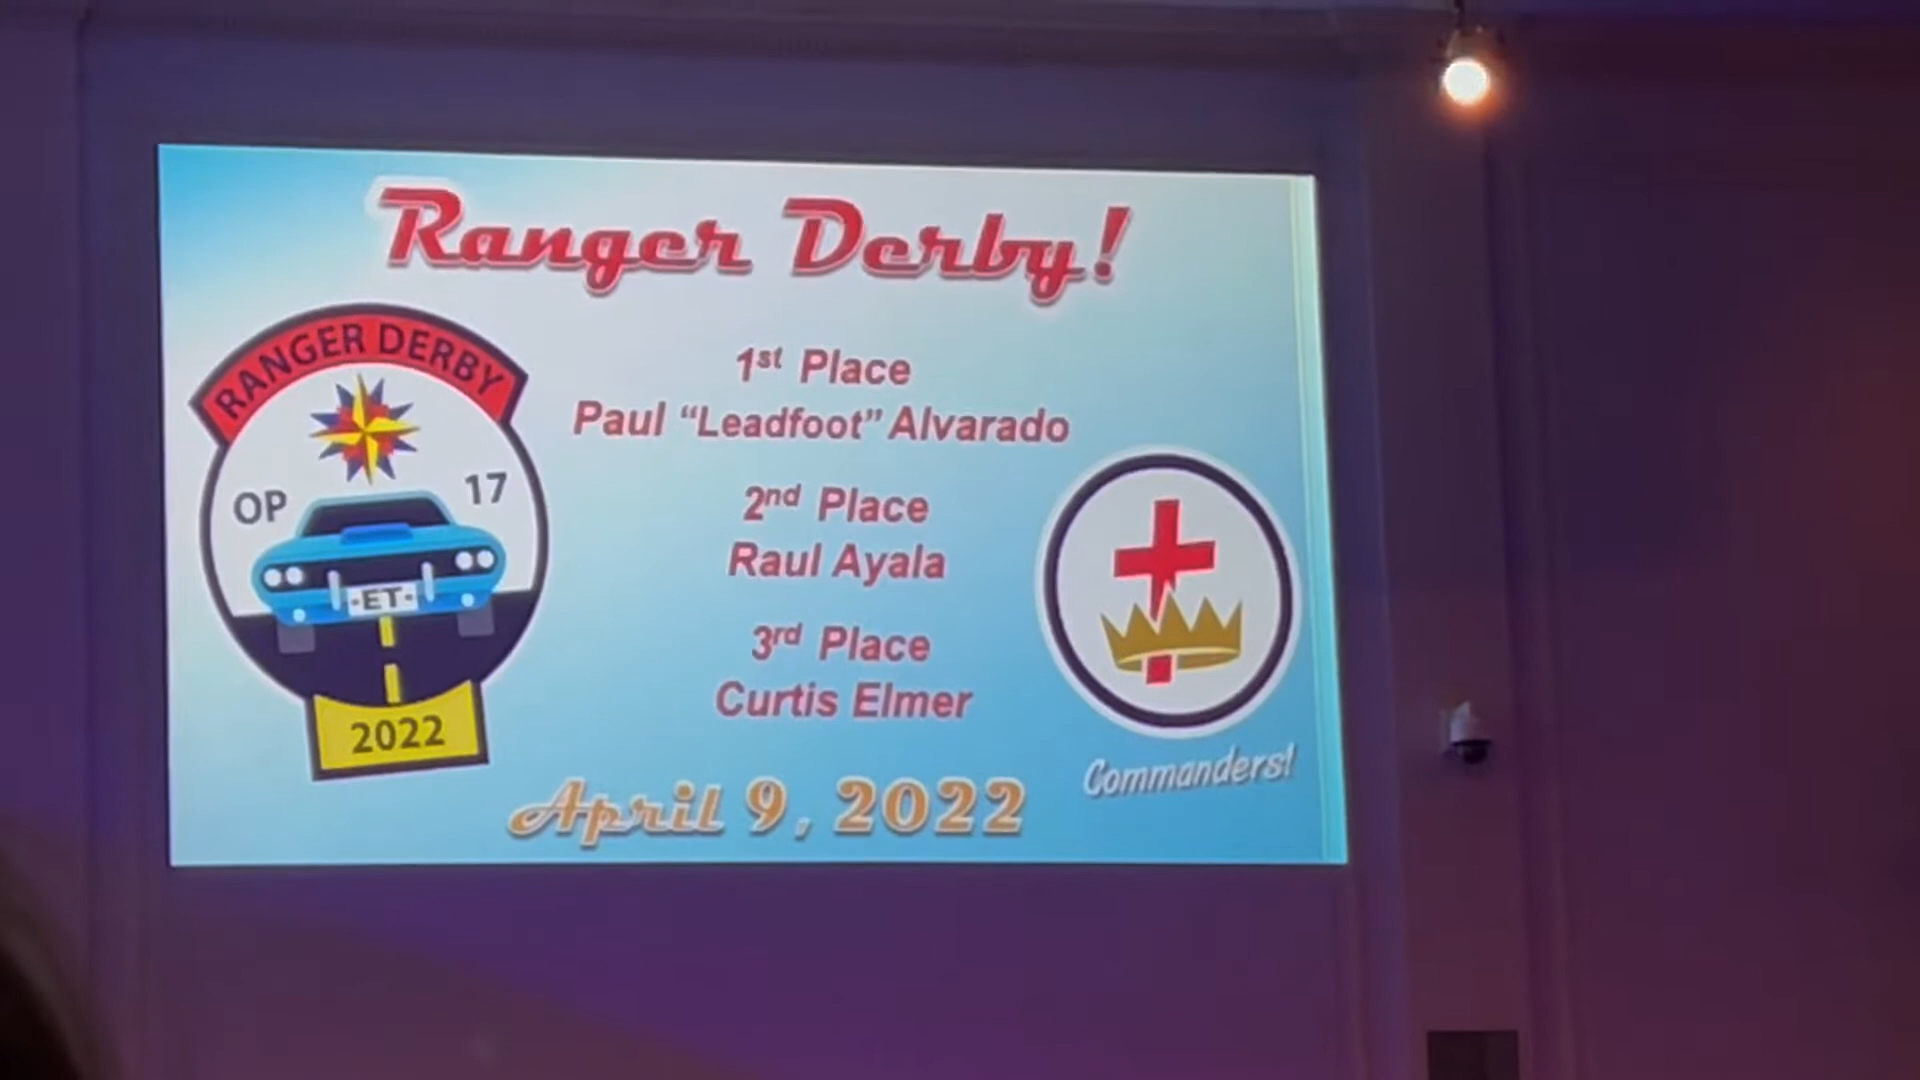 Ranger Derby!
RANGER DERBY
OP 17
-ET-
2022
1st Place
Paul “Leadfoot” Alvarado
2nd Place
Raul Ayala
3rd Place
Curtis Elmer
Commanders!
April 9, 2022